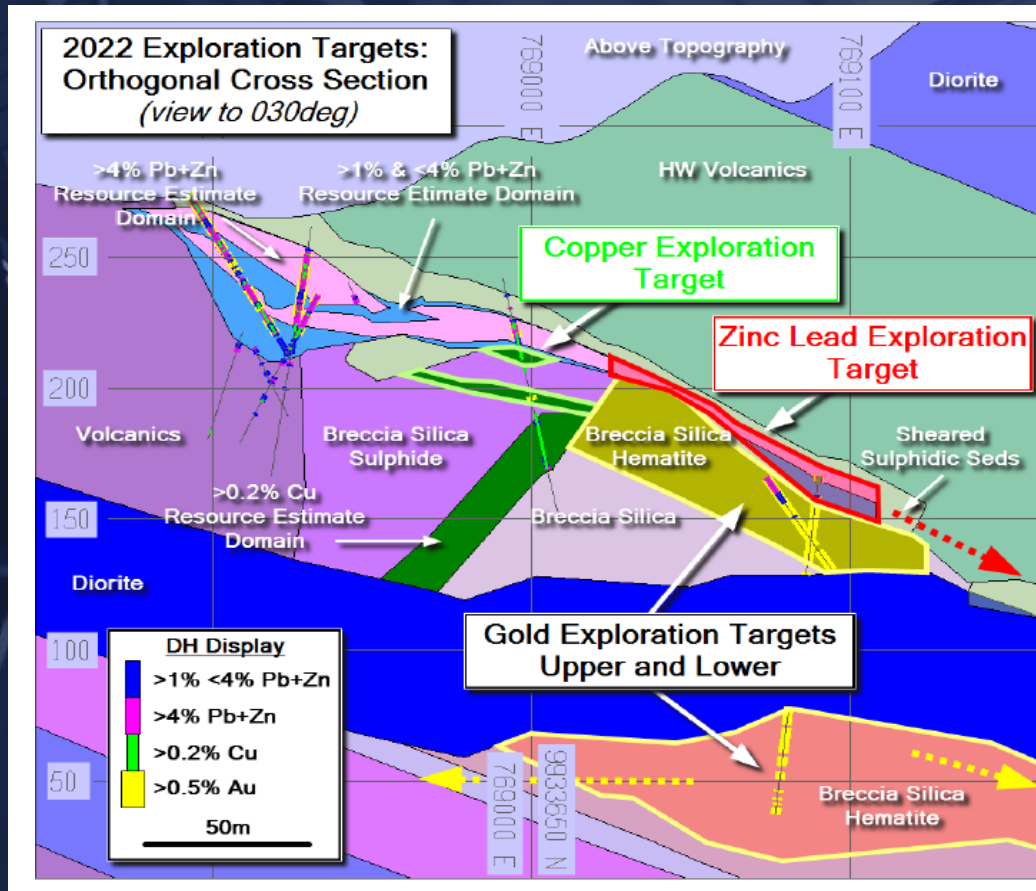 2022 Exploration Targets:
Orthogonal Cross Section
(view to 030deg)
769000 E
Above Topography
769100 E
Diorite
>4% Pb+Zn
Resource Estimate
Domain
>1% & <4% Pb+Zn
Resource Etimate Domain
HW Volcanics
250
Copper Exploration
Target
Zinc Lead Exploration
Target
200
Volcanics
Breccia Silica
Sulphide
Breccia Silica
Hematite
Sheared
Sulphidic Seds
>0.2% Cu
Resource Estimate
Domain
150
Breccia Silica
Diorite
100
Gold Exploration Targets
Upper and Lower
DH Display
>1% <4% Pb+Zn
>4% Pb+Zn
>0.2% Cu
>0.5% Au
50m
50
769000 E
9933650 N
Breccia Silica
Hematite